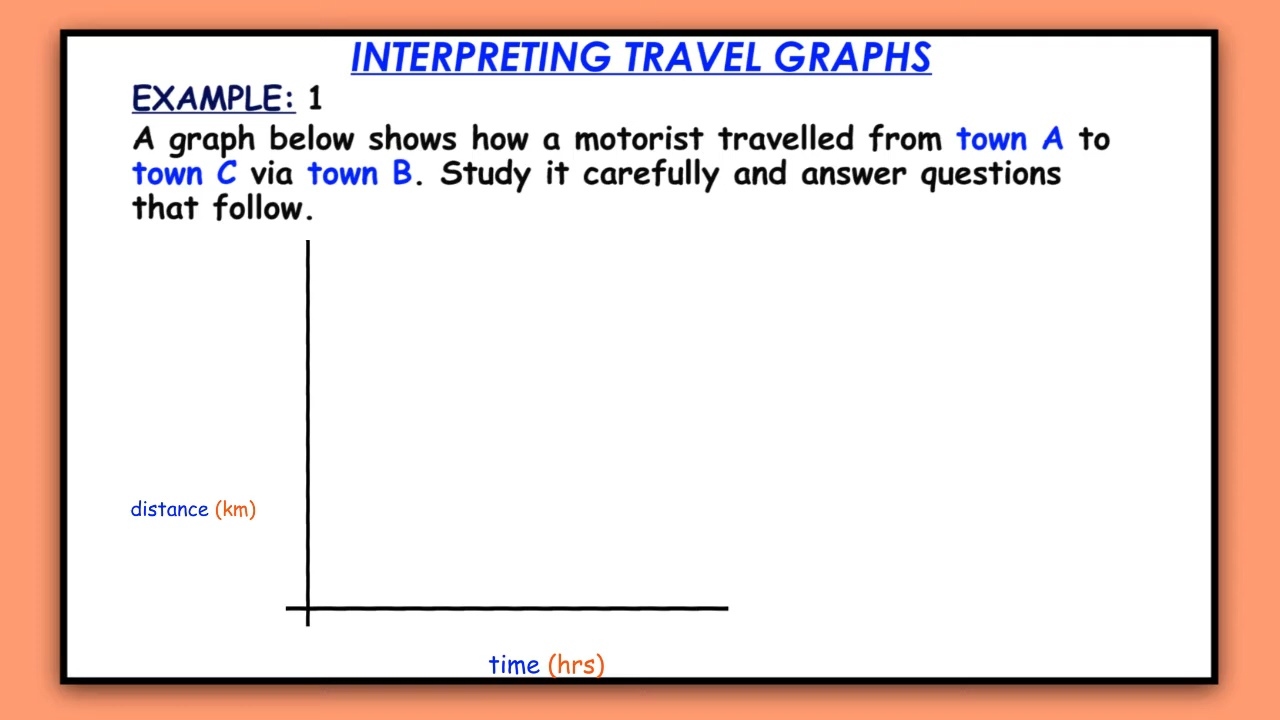 INTERPRETING TRAVEL GRAPHS
EXAMPLE: 1
A graph below shows how a motorist travelled from town A to
town C via town B. Study it carefully and answer questions
that follow.
distance (km)
time (hrs)